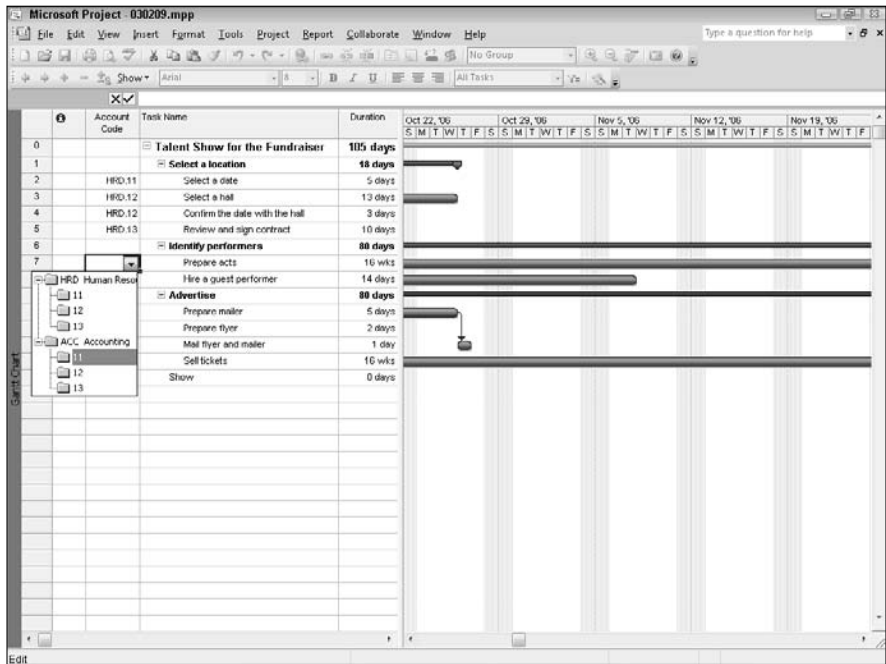 Microsoft Project - 030209.mpp
File Edit View Insert Format Tools Project Report Collaborate Window Help
Type a question for help
No Group
Show
Arial
8
B I U
All Tasks
Account Code
Task Name
Duration
Oct 22, '06
Oct 29, '06
Nov 5, '06
Nov 12, '06
Nov 19, '06
S M T W T F S S M T W T F S S M T W T F S S M T W T F S S M T W T F
0 Talent Show for the Fundraiser 105 days
1 Select a location 18 days
2 HRD.11 Select a date 5 days
3 HRD.12 Select a hall 13 days
4 HRD.12 Confirm the date with the hall 3 days
5 HRD.13 Review and sign contract 10 days
6 Identify performers 80 days
7 Prepare acts 16 wks
HRD Human Resou Hire a guest performer 14 days
11 Advertise 80 days
12 Prepare mailer 5 days
13 Prepare flyer 2 days
ACC Accounting Mail flyer and mailer 1 day
11 Sell tickets 16 wks
12 Show 0 days
13
Gantt Chart
Edit